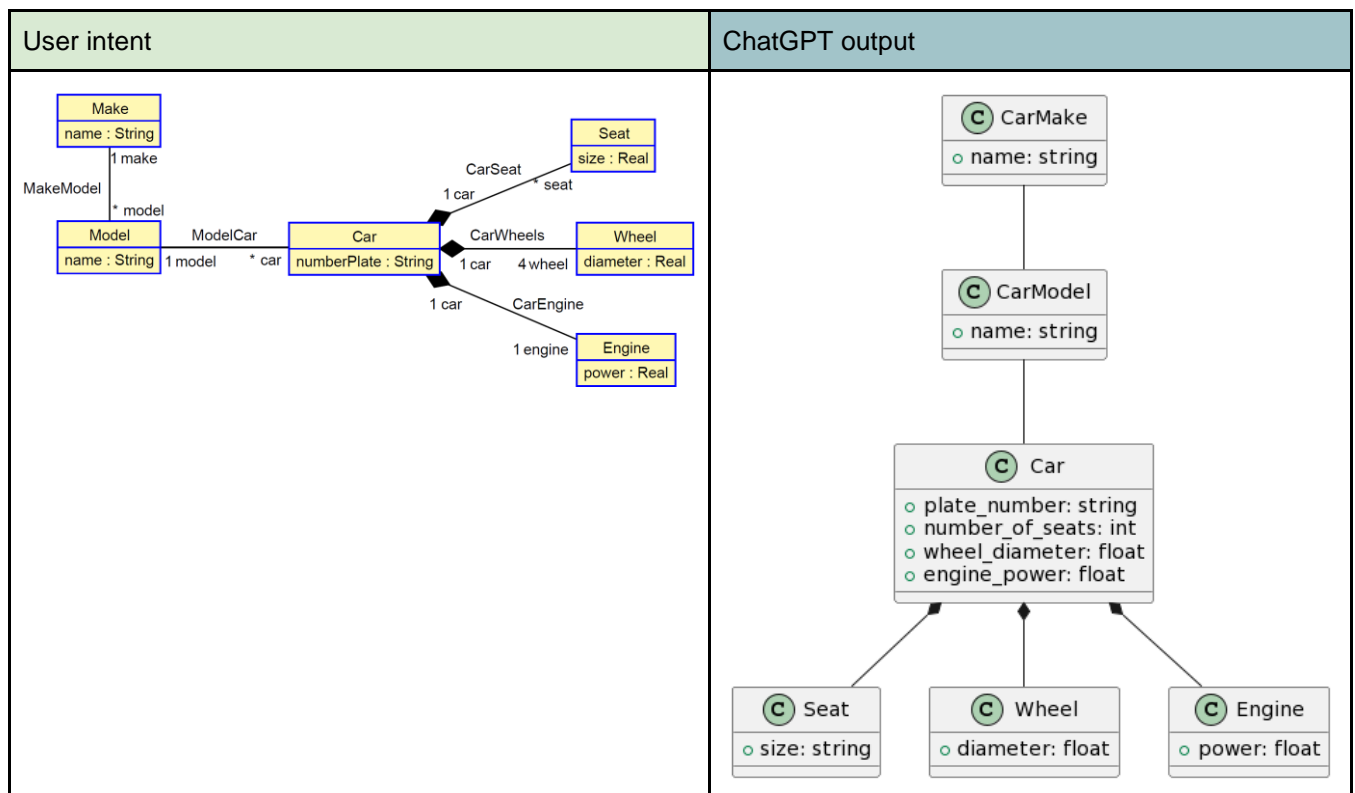 User intent
ChatGPT output
Make
name : String
1 make
MakeModel
* model
Model
name : String
ModelCar
1 model
* car
Car
numberPlate : String
CarSeat
1 car
* seat
Seat
size : Real
CarWheels
1 car
4 wheel
Wheel
diameter : Real
1 car
CarEngine
1 engine
Engine
power : Real
C CarMake
name: string
C CarModel
name: string
C Car
plate_number: string
number_of_seats: int
wheel_diameter: float
engine_power: float
C Seat
size: string
C Wheel
diameter: float
C Engine
power: float